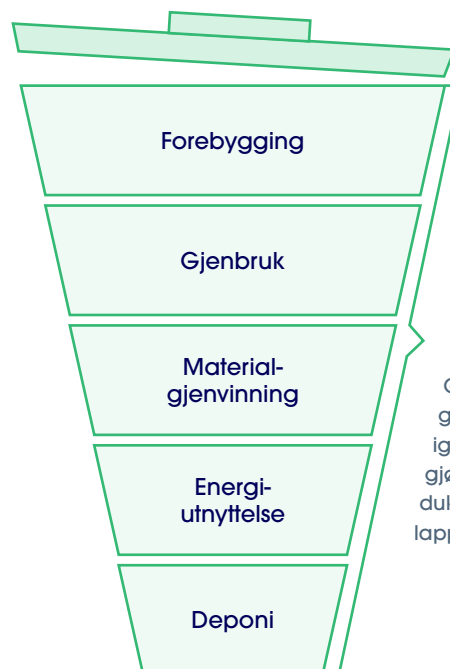 Forebygging
Gjenbruk
Material-
gjenvinning
Energi-
utnyttelse
Deponi